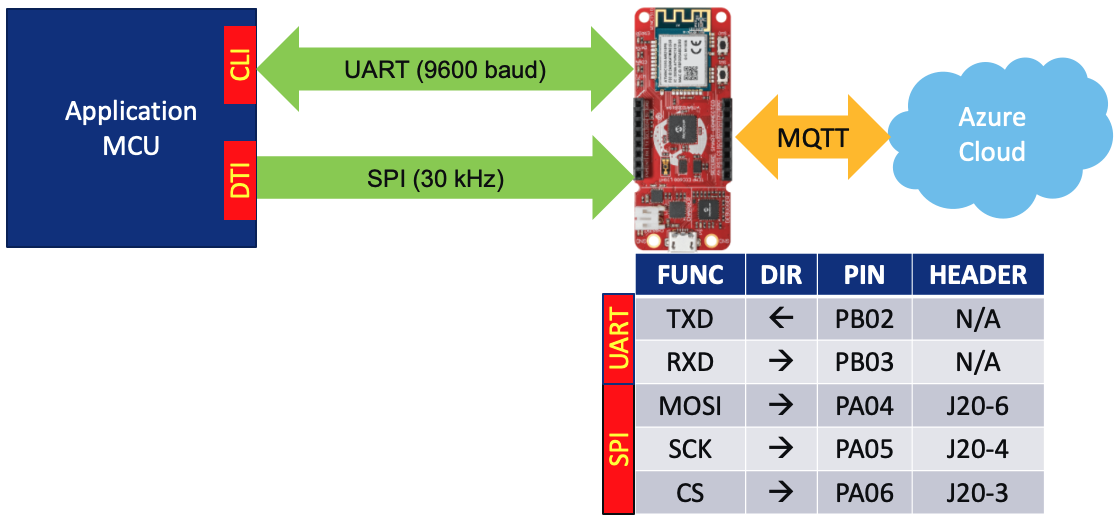 Application
MCU
CLI
DTI
UART (9600 baud)
SPI (30 kHz)
MQTT
Azure
Cloud
FUNC DIR PIN HEADER
UART
TXD ← PB02 N/A
RXD → PB03 N/A
SPI
MOSI → PA04 J20-6
SCK → PA05 J20-4
CS → PA06 J20-3